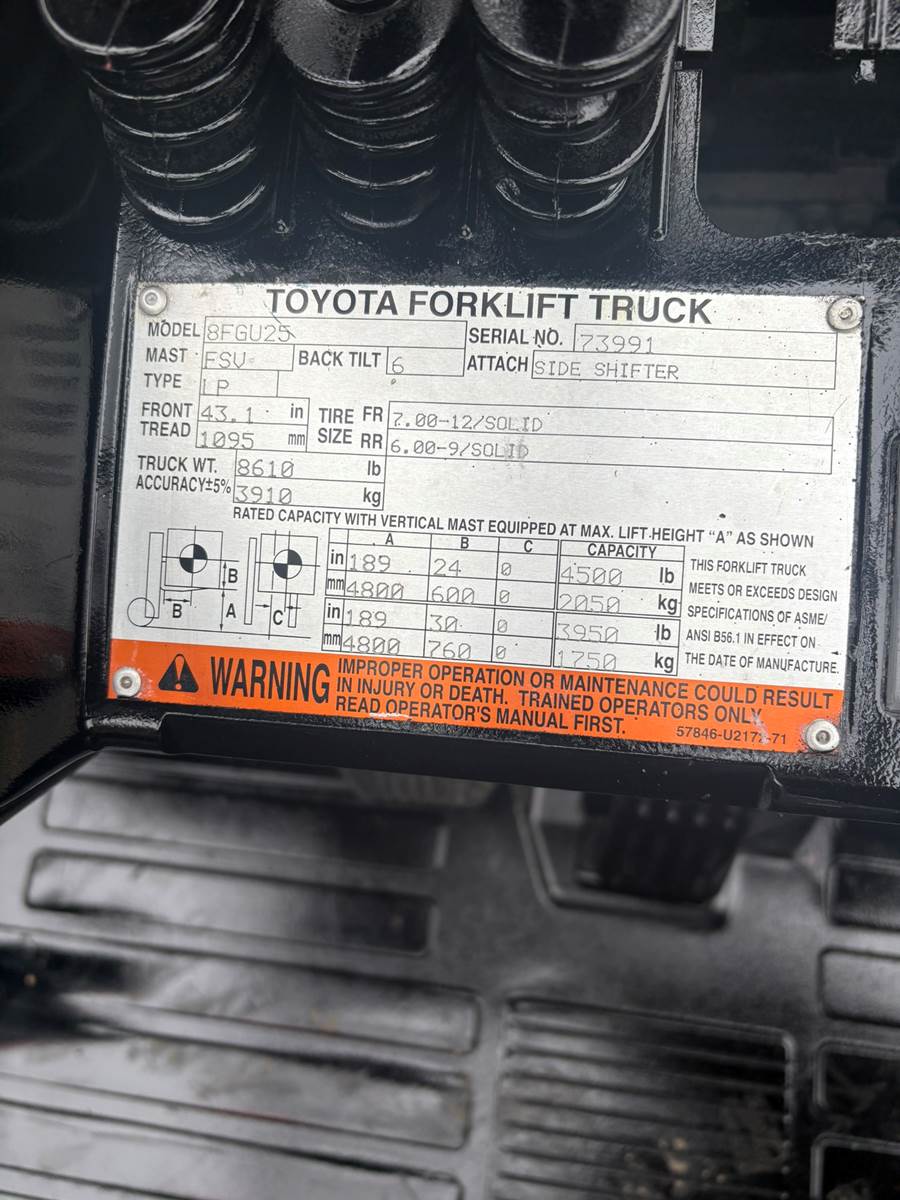 TOYOTA FORKLIFT TRUCK
MODEL 8FGU25 SERIAL NO. 73991
MAST FSV BACK TILT 6 ATTACH SIDE SHIFTER
TYPE LP
FRONT TREAD 43.1 in TIRE SIZE FR 7.00-12/SOLID
1095 mm RR 6.00-9/SOLID
TRUCK WT. 8610 lb
ACCURACY±5% 3910 kg
RATED CAPACITY WITH VERTICAL MAST EQUIPPED AT MAX. LIFT HEIGHT "A" AS SHOWN
A B C CAPACITY
in 189 24 0 4500 lb
mm 4800 600 0 2050 kg
in 189 30 0 3950 lb
mm 4800 760 0 1750 kg
B B A C
THIS FORKLIFT TRUCK
MEETS OR EXCEEDS DESIGN
SPECIFICATIONS OF ASME/
ANSI B56.1 IN EFFECT ON
THE DATE OF MANUFACTURE.
WARNING
IMPROPER OPERATION OR MAINTENANCE COULD RESULT
IN INJURY OR DEATH. TRAINED OPERATORS ONLY
READ OPERATOR'S MANUAL FIRST.